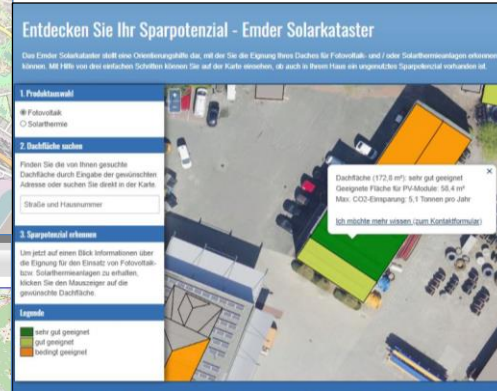 Entdecken Sie Ihr Sparpotenzial - Emder Solarkataster
Das Emder Solarkataster stellt eine Orientierungshilfe dar, mit der Sie die Eignung Ihres Daches für Fotovoltaik- und / oder Solarthermieanlagen erkennen
können. Mit Hilfe von drei einfachen Schritten können Sie auf der Karte einsehen, ob auch in Ihrem Haus ein ungenutztes Sparpotenzial vorhanden ist.
1. Produktauswahl
Fotovoltaik
Solarthermie
2. Dachfläche suchen
Finden Sie die von Ihnen gesuchte
Dachfläche durch Eingabe der gewünschten
Adresse oder suchen Sie direkt in der Karte.
Straße und Hausnummer
3. Sparpotenzial erkennen
Um jetzt auf einen Blick Informationen über
die Eignung für den Einsatz von Fotovoltaik-
bzw. Solarthermieanlagen zu erhalten,
klicken Sie den Mauszeiger auf die
gewünschte Dachfläche.
Legende
sehr gut geeignet
gut geeignet
bedingt geeignet
Dachfläche (172,8 m²): sehr gut geeignet
Geeignete Fläche für PV-Module: 58,4 m²
Max. CO2-Einsparung: 5,1 Tonnen pro Jahr
Ich möchte mehr wissen (zum Kontaktformular)